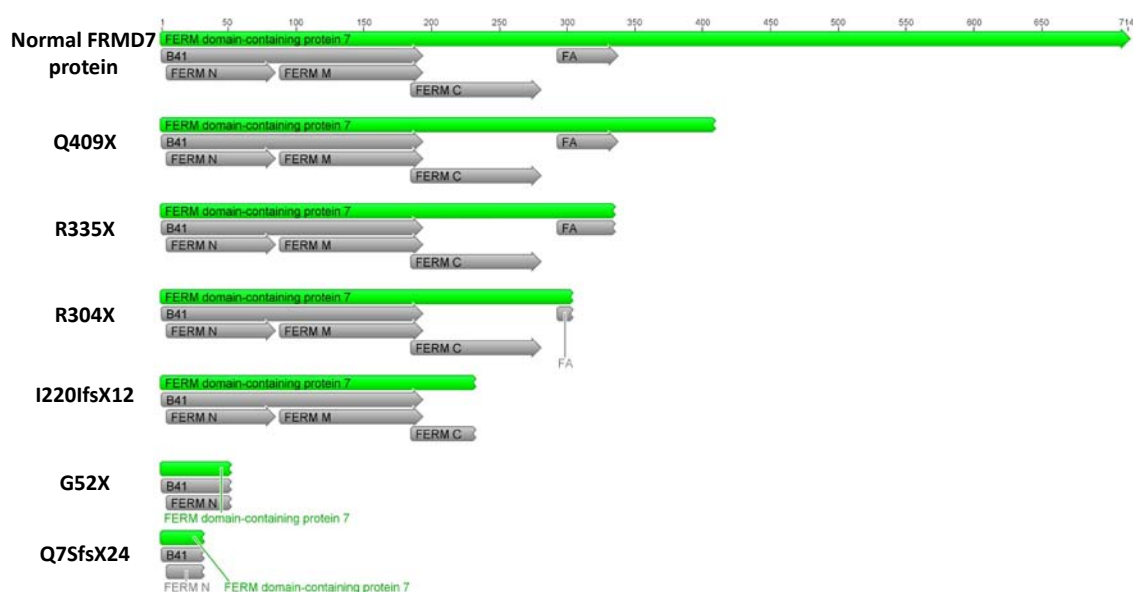 1 50 100 150 200 250 300 350 400 450 500 550 600 650 714
Normal FRMD7
protein
FERM domain-containing protein 7
B41 FA
FERM N FERM M
FERM C
Q409X
FERM domain-containing protein 7
B41 FA
FERM N FERM M
FERM C
R335X
FERM domain-containing protein 7
B41 FA
FERM N FERM M
FERM C
R304X
FERM domain-containing protein 7
B41
FERM N FERM M
FERM C FA
I220IfsX12
FERM domain-containing protein 7
B41
FERM N FERM M
FERM C
G52X
B41
FERM N
FERM domain-containing protein 7
Q7SfsX24
B41
FERM N FERM domain-containing protein 7